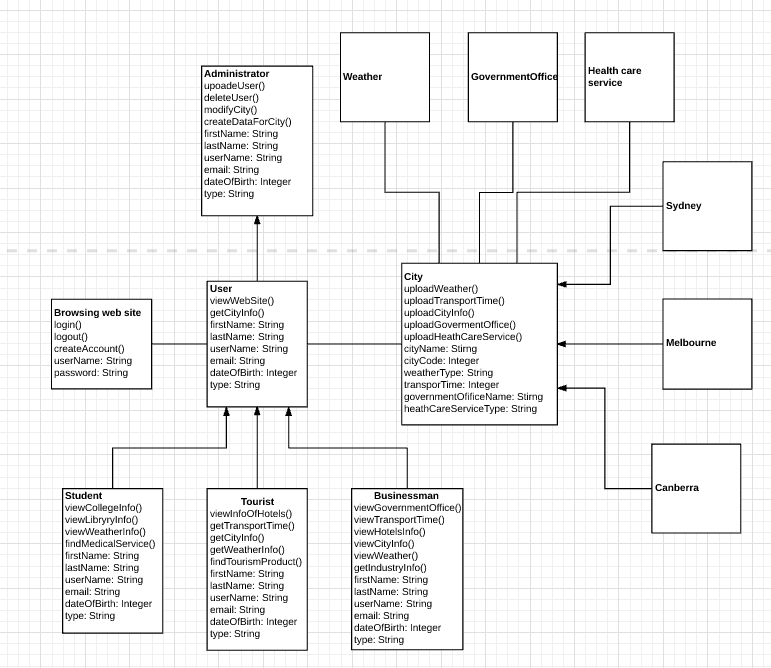 Administrator
upoadeUser()
deleteUser()
modifyCity()
createDataForCity()
firstName: String
lastName: String
userName: String
email: String
dateOfBirth: Integer
type: String
Weather
GovernmentOffice
Health care
service
Sydney
Melbourne
Canberra
City
uploadWeather()
uploadTransportTime()
uploadCityInfo()
uploadGovermentOffice()
uploadHeathCareService()
cityName: Stirng
cityCode: Integer
weatherType: String
transporTime: Integer
governmentOfificeName: Stirng
heathCareServiceType: String
User
viewWebSite()
getCityInfo()
firstName: String
lastName: String
userName: String
email: String
dateOfBirth: Integer
type: String
Browsing web site
login()
logout()
createAccount()
userName: String
password: String
Student
viewCollegeInfo()
viewLibryryInfo()
viewWeatherInfo()
findMedicalService()
firstName: String
lastName: String
userName: String
email: String
dateOfBirth: Integer
type: String
Tourist
viewInfoOfHotels()
getTransportTime()
getCityInfo()
getWeatherInfo()
findTourismProduct()
firstName: String
lastName: String
userName: String
email: String
dateOfBirth: Integer
type: String
Businessman
viewGovernmentOffice()
viewTransportTime()
viewHotelsInfo()
viewCityInfo()
viewWeather()
getIndustryInfo()
firstName: String
lastName: String
userName: String
email: String
dateOfBirth: Integer
type: String